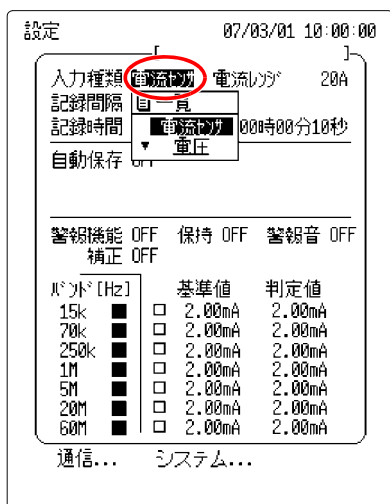 設定 07/03/01 10:00:00
入力種類 電流センサ 電流レンジ 20A
記録間隔 目 一覧
記録時間 電流センサ 00時00分10秒
▼ 電圧
自動保存 OFF
警報機能 OFF 保持 OFF 警報音 OFF
補正 OFF
バンド[Hz] 基準値 判定値
15k ■ □ 2.00mA 2.00mA
70k ■ □ 2.00mA 2.00mA
250k ■ □ 2.00mA 2.00mA
1M ■ □ 2.00mA 2.00mA
5M ■ □ 2.00mA 2.00mA
20M ■ □ 2.00mA 2.00mA
60M ■ □ 2.00mA 2.00mA
通信... システム...